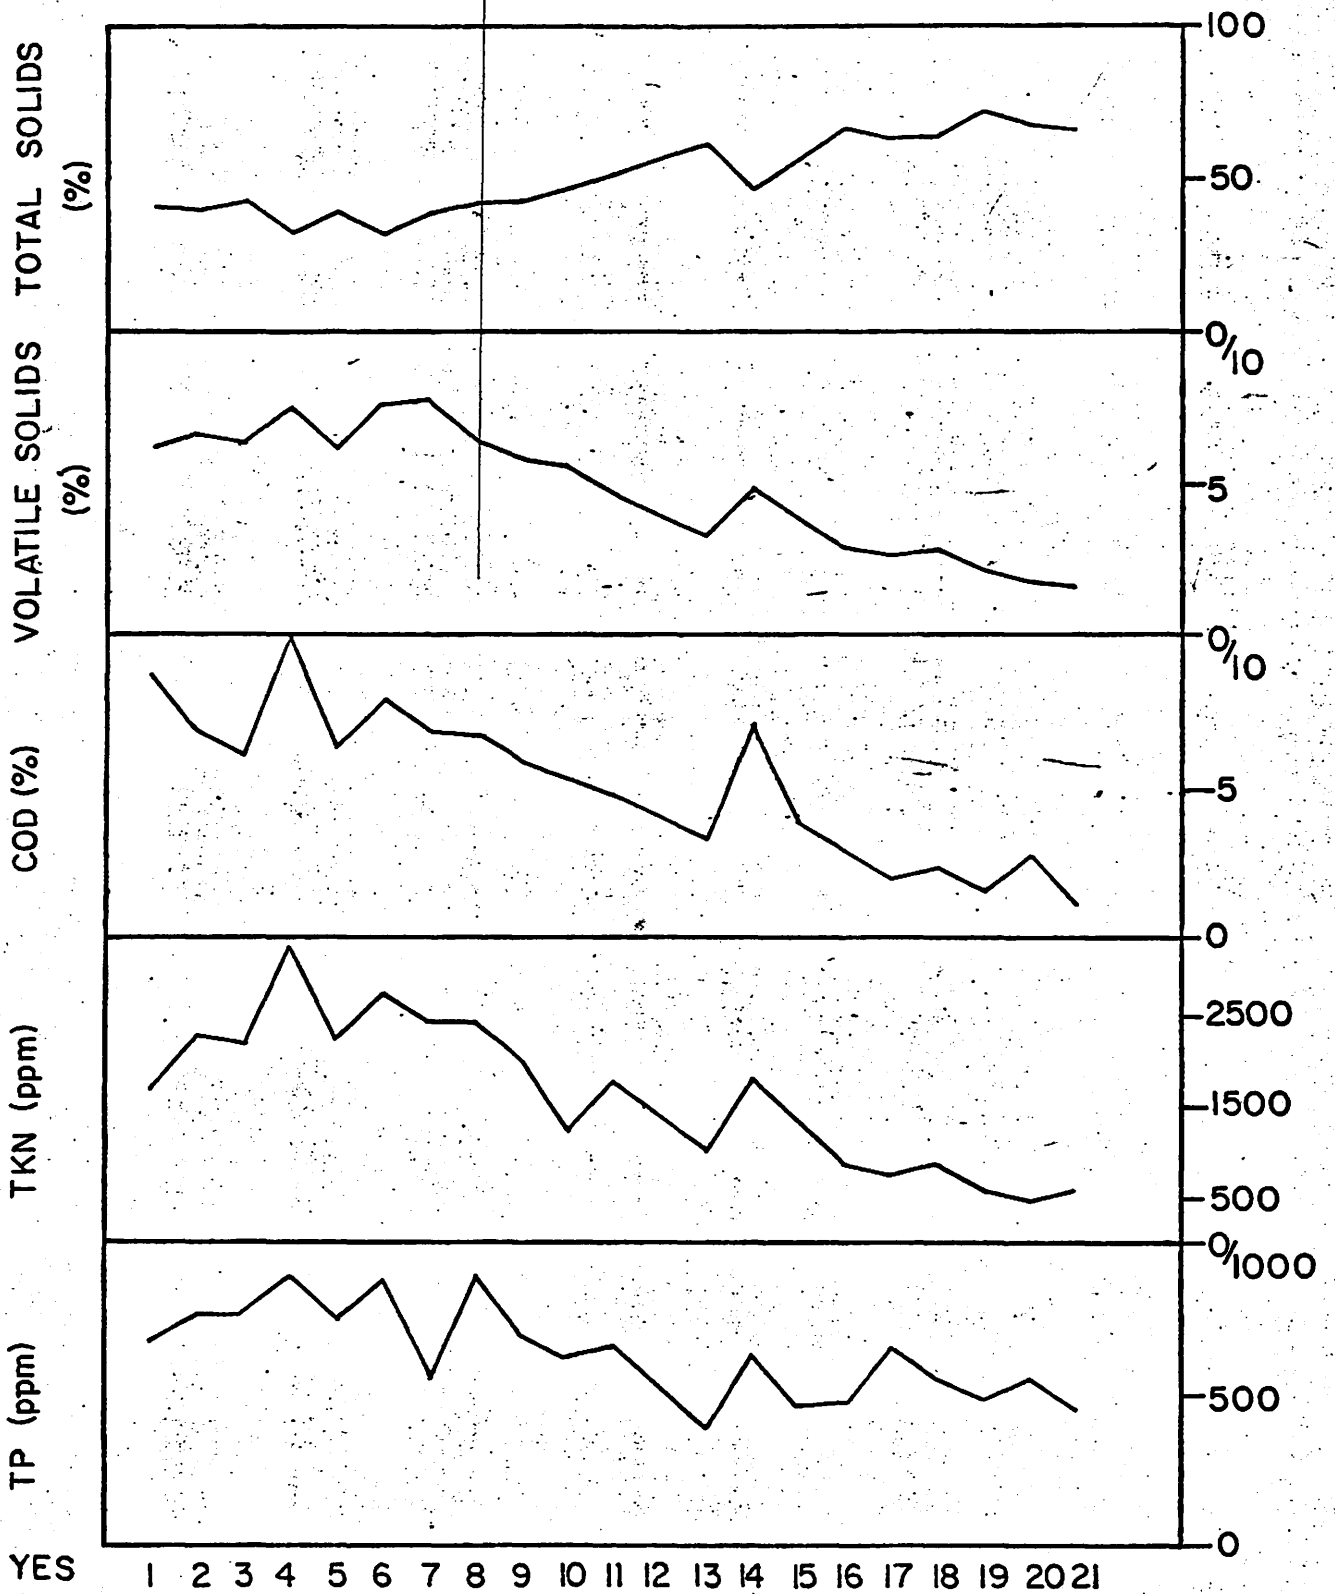 TOTAL SOLIDS
(%)
100
50
0/10
VOLATILE SOLIDS
(%)
5
0/10
COD (%)
5
0
TKN (ppm)
2500
1500
500
0/1000
TP (ppm)
500
0
YES 1 2 3 4 5 6 7 8 9 10 11 12 13 14 15 16 17 18 19 20 21